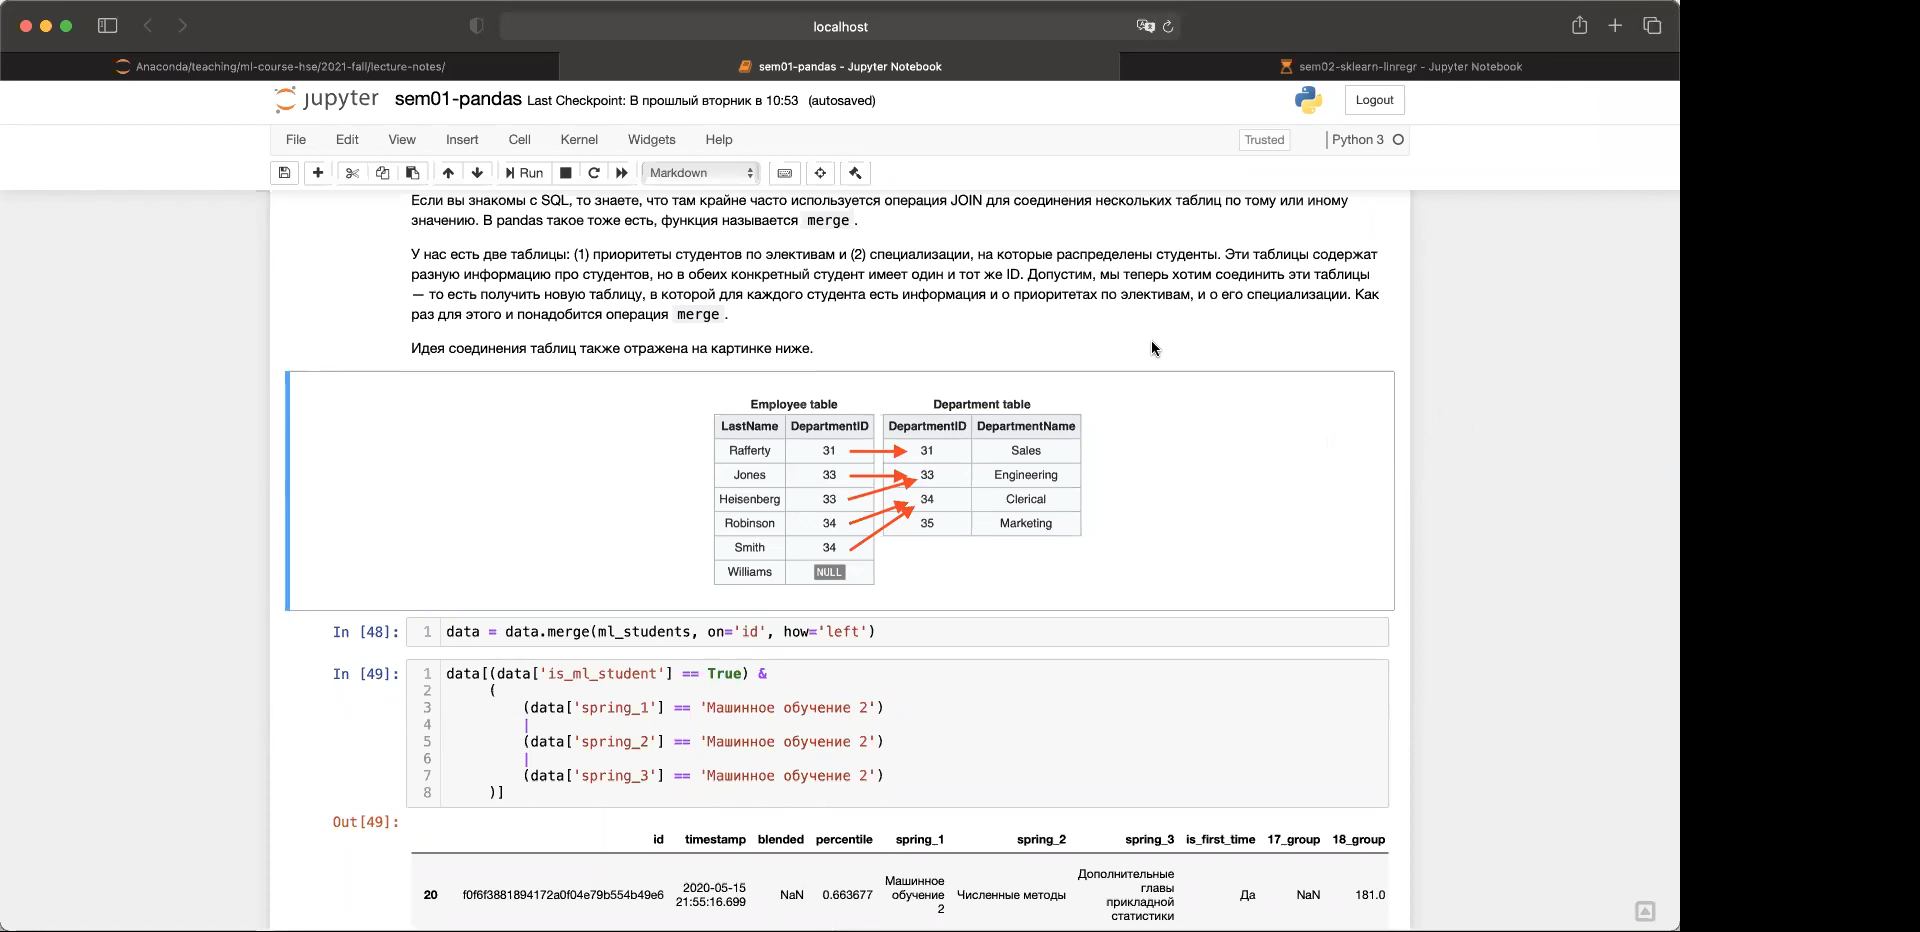 localhost
Anaconda/teaching/ml-course-hse/2021-fall/lecture-notes/
sem01-pandas - Jupyter Notebook
sem02-sklearn-linregr - Jupyter Notebook
jupyter sem01-pandas Last Checkpoint: В прошлый вторник в 10:53 (autosaved)
Logout
File Edit View Insert Cell Kernel Widgets Help
Trusted
Python 3
Run
Markdown
Если вы знакомы с SQL, то знаете, что там крайне часто используется операция JOIN для соединения нескольких таблиц по тому или иному
значению. В pandas такое тоже есть, функция называется merge .
У нас есть две таблицы: (1) приоритеты студентов по элективам и (2) специализации, на которые распределены студенты. Эти таблицы содержат
разную информацию про студентов, но в обеих конкретный студент имеет один и тот же ID. Допустим, мы теперь хотим соединить эти таблицы
— то есть получить новую таблицу, в которой для каждого студента есть информация и о приоритетах по элективам, и о его специализации. Как
раз для этого и понадобится операция merge .
Идея соединения таблиц также отражена на картинке ниже.
Employee table
LastName DepartmentID
Rafferty 31
Jones 33
Heisenberg 33
Robinson 34
Smith 34
Williams NULL
Department table
DepartmentID DepartmentName
31 Sales
33 Engineering
34 Clerical
35 Marketing
In [48]:
1 data = data.merge(ml_students, on='id', how='left')
In [49]:
1 data[(data['is_ml_student'] == True) &
2 (
3 (data['spring_1'] == 'Машинное обучение 2')
4 |
5 (data['spring_2'] == 'Машинное обучение 2')
6 |
7 (data['spring_3'] == 'Машинное обучение 2')
8 )]
Out[49]:
id timestamp blended percentile spring_1 spring_2 spring_3 is_first_time 17_group 18_group
20 f0f6f3881894172a0f04e79b554b49e6
2020-05-15
21:55:16.699
NaN 0.663677
Машинное
обучение
2
Численные методы
Дополнительные
главы
прикладной
статистики
Да NaN 181.0